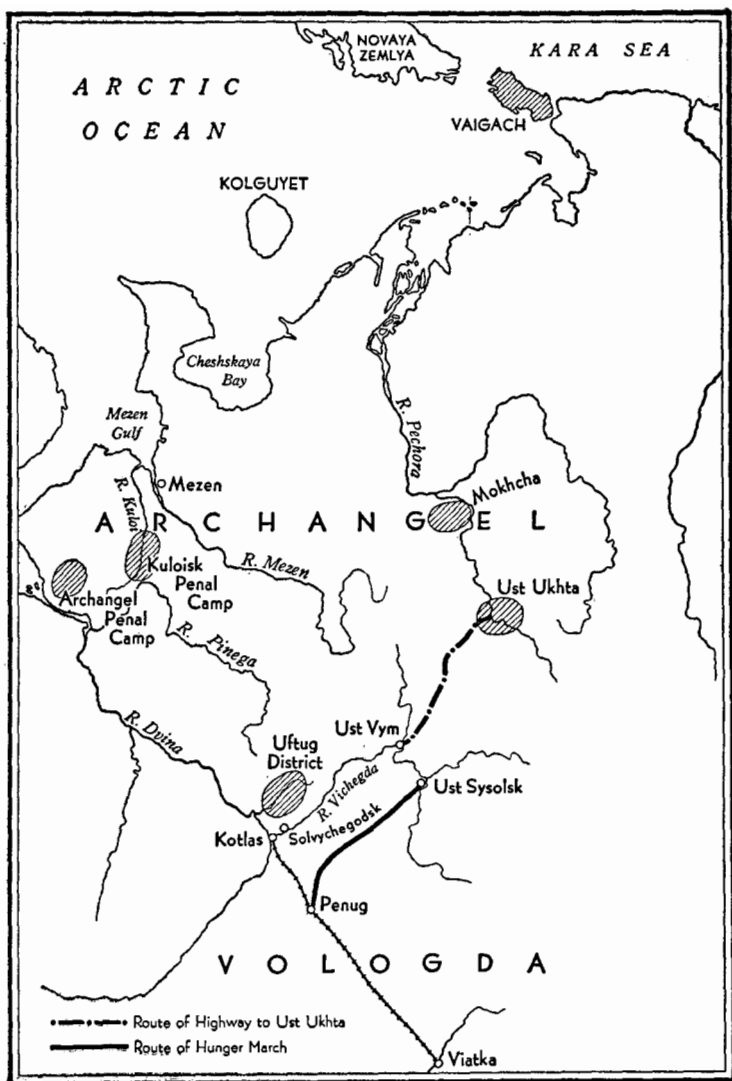 NOVAYA
ZEMLYA
KARA SEA
ARCTIC
OCEAN
VAIGACH
KOLGUYET
Cheshskaya
Bay
Mezen
Gulf
R. Pechora
Mezen
R. Kuloi
Mokhcha
ARCHANGEL
R. Mezen
Kuloisk
Penal
Camp
Archangel
Penal
Camp
Ust Ukhta
R. Pinega
R. Dvina
Ust Vym
Uftug
District
R. Vichegda
Ust Sysolsk
Solvychegodsk
Kotlas
Penug
VOLOGDA
Route of Highway to Ust Ukhta
Route of Hunger March
Viatka